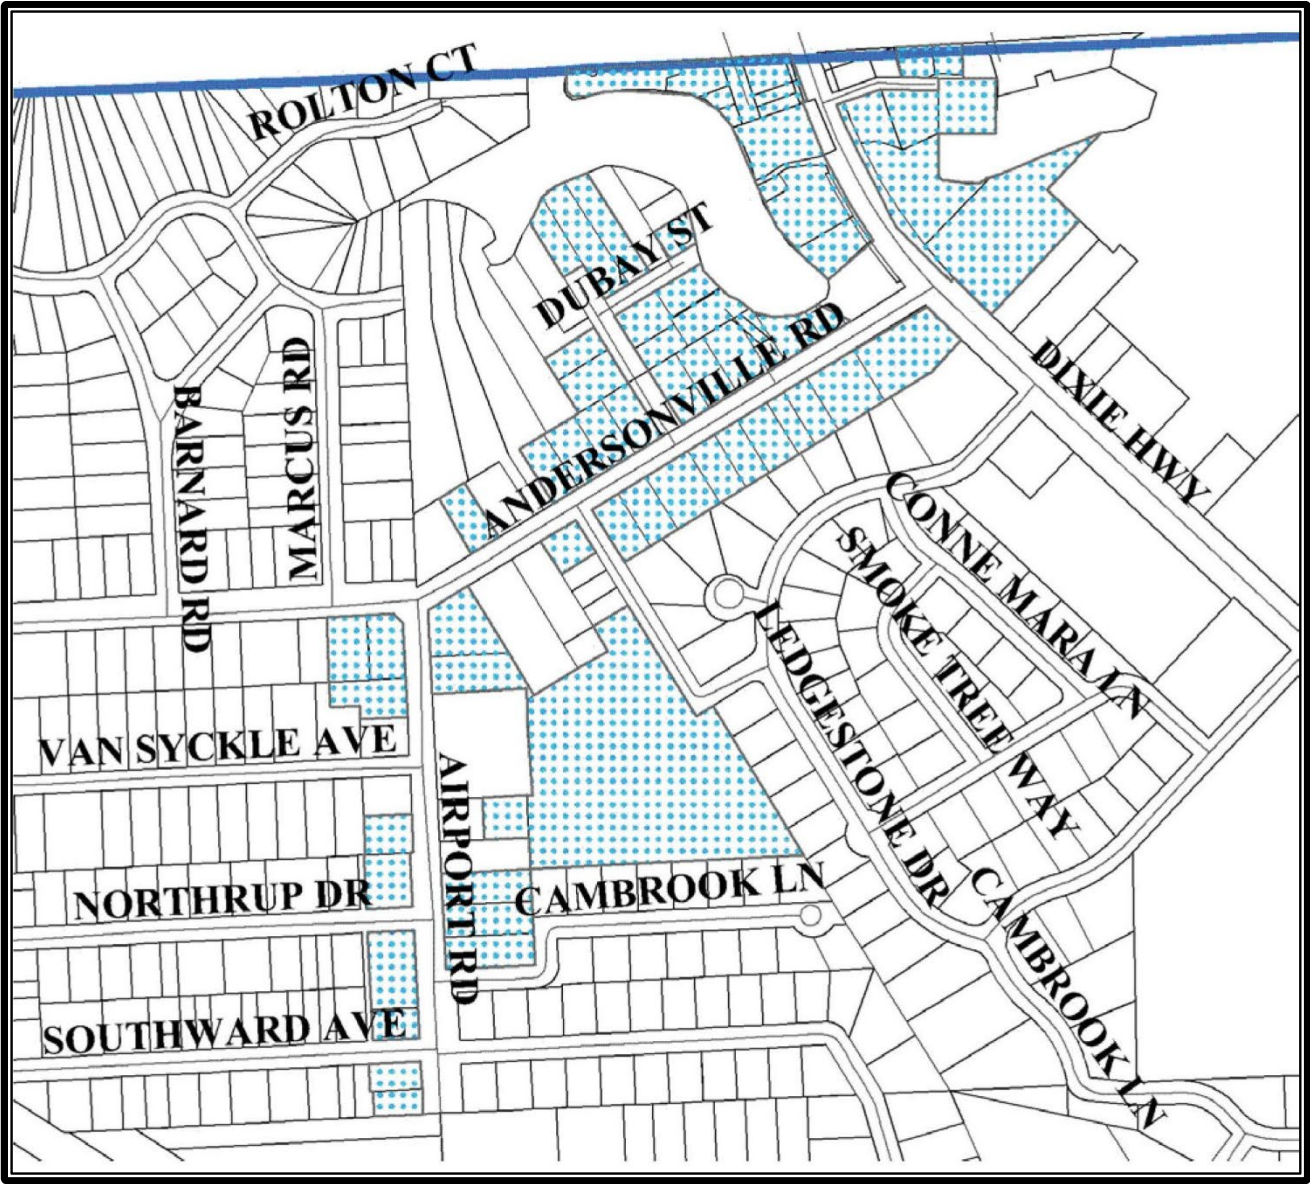 ROLTON CT
DUBAY ST
ANDERSONVILLE RD
DIXIE HWY
BARNARD RD
MARCUS RD
CONNE MARA LN
SMOKE TREE WAY
LEDGESTONE DR
VAN SYCKLE AVE
AIRPORT RD
NORTHRUP DR
CAMBROOK LN
CAMBROOK LN
SOUTHWARD AVE